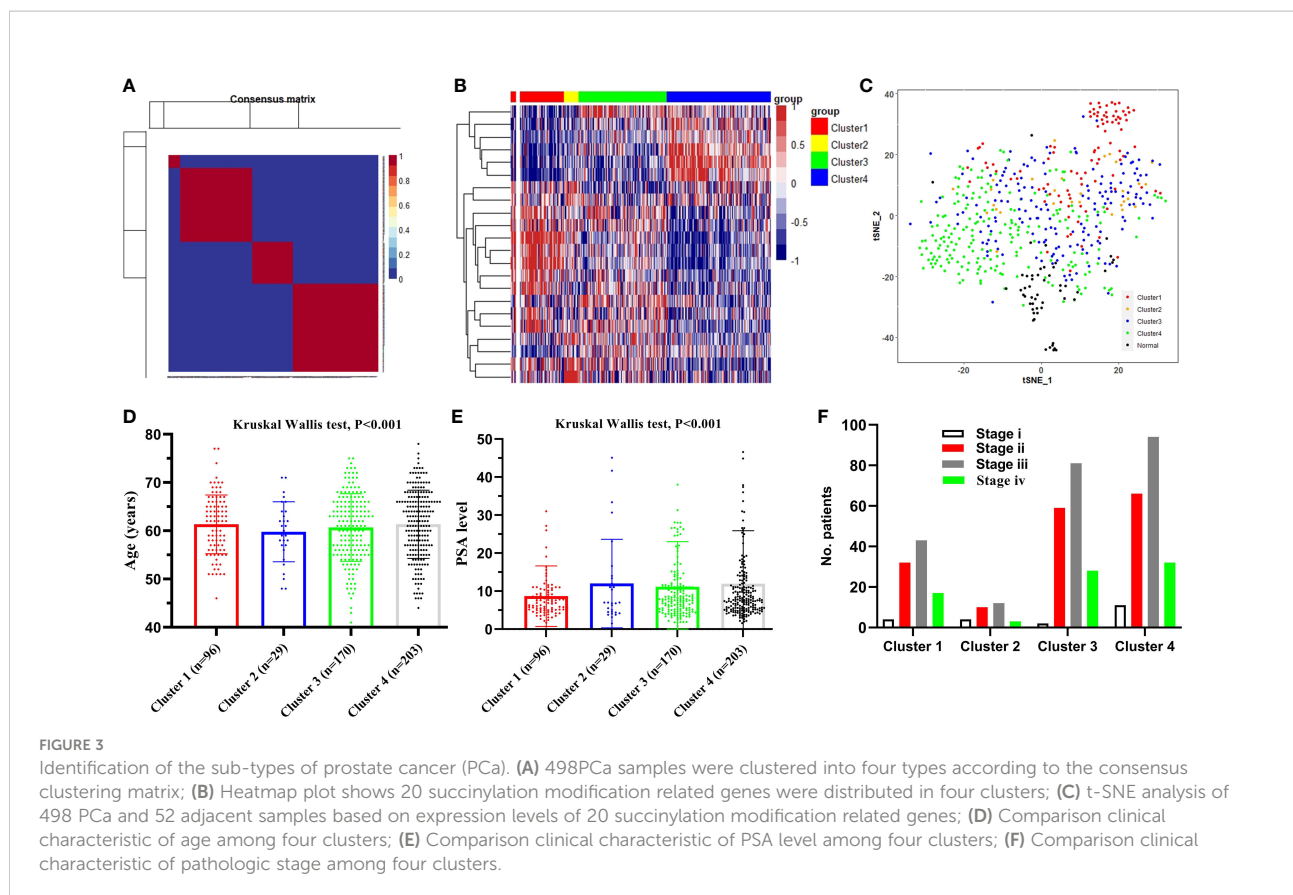 A
Consensus matrix
1
0.8
0.6
0.4
0.2
0
B
group
1
0.5
0
-0.5
-1
group
Cluster1
Cluster2
Cluster3
Cluster4
C
tSNE_2
40
20
0
-20
-40
-20
0
20
tSNE_1
Cluster1
Cluster2
Cluster3
Cluster4
Normal
D
Kruskal Wallis test, P<0.001
Age (years)
80
70
60
50
40
Cluster 1 (n=96)
Cluster 2 (n=29)
Cluster 3 (n=170)
Cluster 4 (n=203)
E
Kruskal Wallis test, P<0.001
PSA level
50
40
30
20
10
0
Cluster 1 (n=96)
Cluster 2 (n=29)
Cluster 3 (n=170)
Cluster 4 (n=203)
F
No. patients
100
80
60
40
20
0
Stage i
Stage ii
Stage iii
Stage iv
Cluster 1
Cluster 2
Cluster 3
Cluster 4
FIGURE 3
Identification of the sub-types of prostate cancer (PCa). (A) 498PCa samples were clustered into four types according to the consensus
clustering matrix; (B) Heatmap plot shows 20 succinylation modification related genes were distributed in four clusters; (C) t-SNE analysis of
498 PCa and 52 adjacent samples based on expression levels of 20 succinylation modification related genes; (D) Comparison clinical
characteristic of age among four clusters; (E) Comparison clinical characteristic of PSA level among four clusters; (F) Comparison clinical
characteristic of pathologic stage among four clusters.